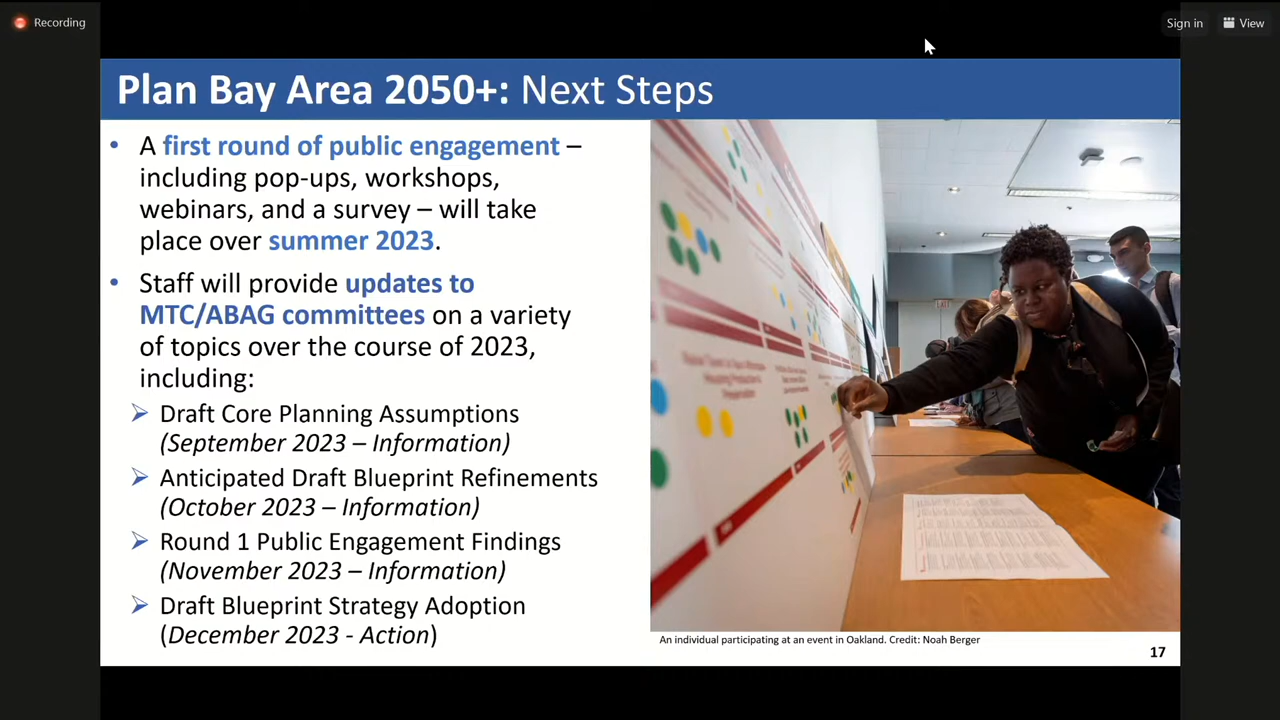 Recording
Sign in
View
Plan Bay Area 2050+: Next Steps
• A first round of public engagement –
including pop-ups, workshops,
webinars, and a survey – will take
place over summer 2023.
• Staff will provide updates to
MTC/ABAG committees on a variety
of topics over the course of 2023,
including:
➢ Draft Core Planning Assumptions
(September 2023 – Information)
➢ Anticipated Draft Blueprint Refinements
(October 2023 – Information)
➢ Round 1 Public Engagement Findings
(November 2023 – Information)
➢ Draft Blueprint Strategy Adoption
(December 2023 - Action)
An individual participating at an event in Oakland. Credit: Noah Berger
17